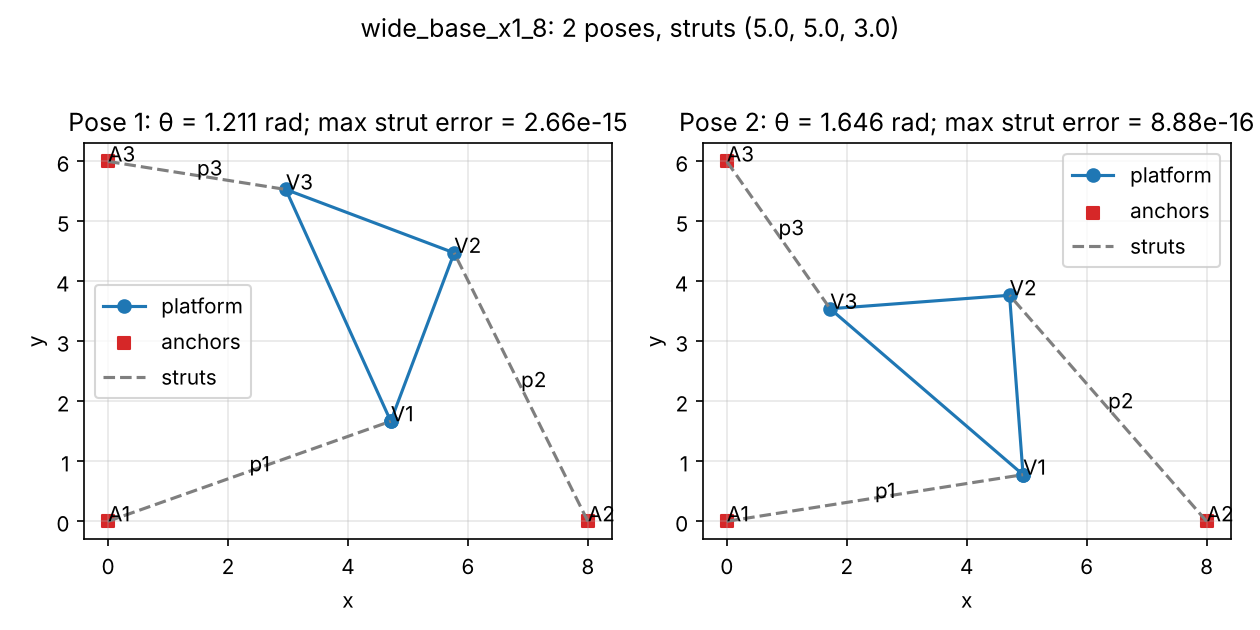 wide_base_x1_8: 2 poses, struts (5.0, 5.0, 3.0)
Pose 1: θ = 1.211 rad; max strut error = 2.66e-15
6
5
4
3
2
1
0
y
0
2
4
6
8
x
A3
p3
V3
V2
platform
anchors
struts
p2
V1
p1
A1
A2
Pose 2: θ = 1.646 rad; max strut error = 8.88e-16
6
5
4
3
2
1
0
y
0
2
4
6
8
x
A3
platform
anchors
struts
p3
V3
V2
p2
V1
p1
A1
A2